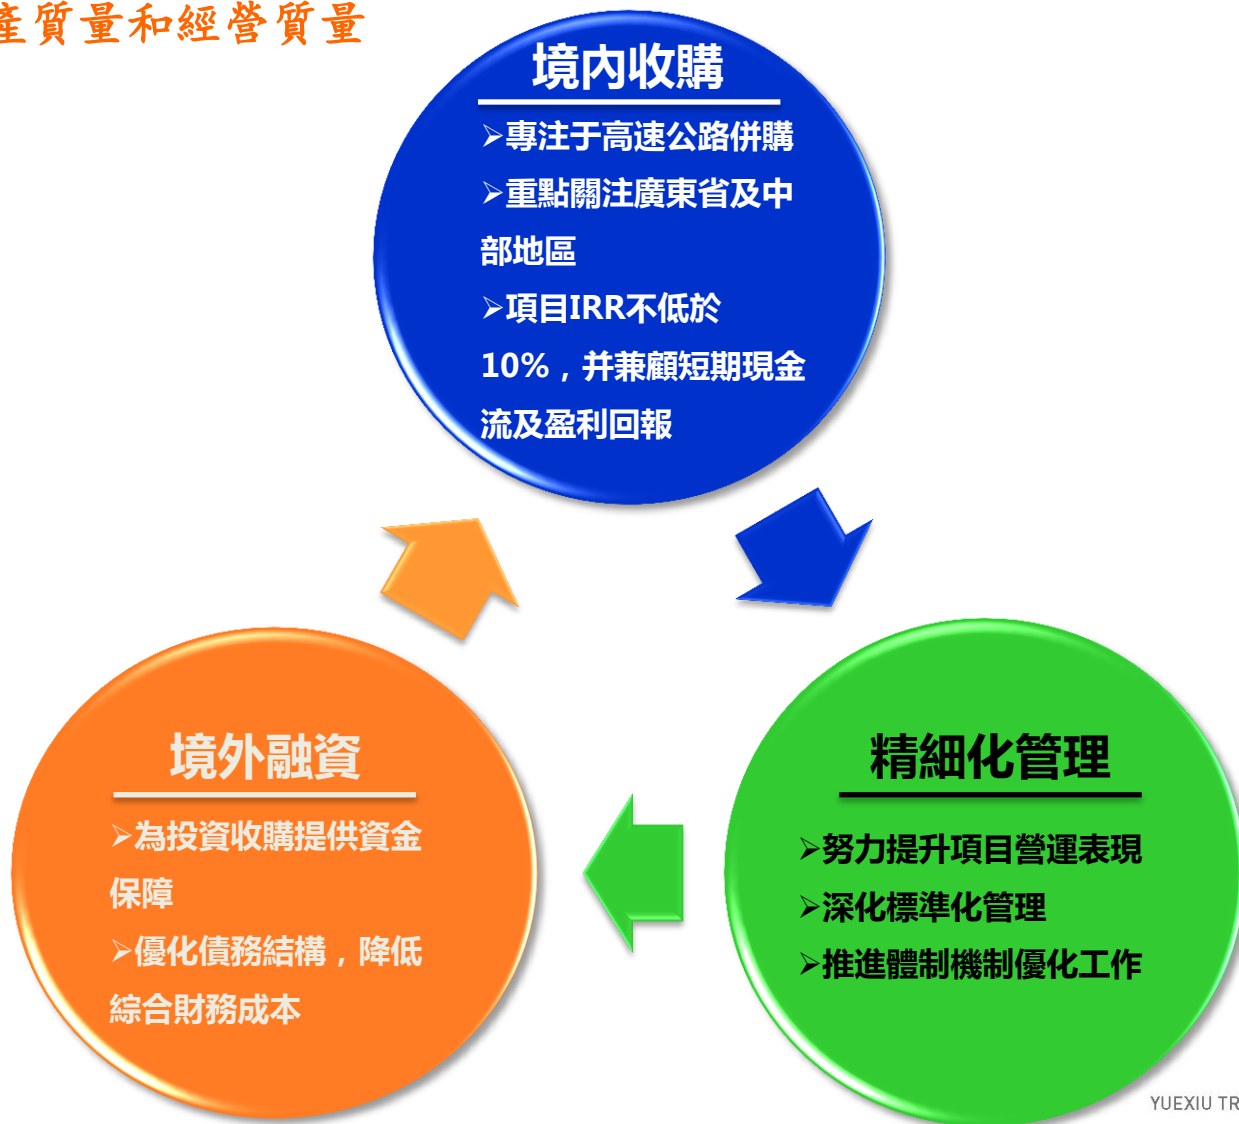 產質量和經營質量
境內收購
➢專注于高速公路併購
➢重點關注廣東省及中
部地區
➢項目IRR不低於
10%，并兼顧短期現金
流及盈利回報
境外融資
➢為投資收購提供資金
保障
➢優化債務結構，降低
綜合財務成本
精細化管理
➢努力提升項目營運表現
➢深化標準化管理
➢推進體制機制優化工作
YUEXIU TR